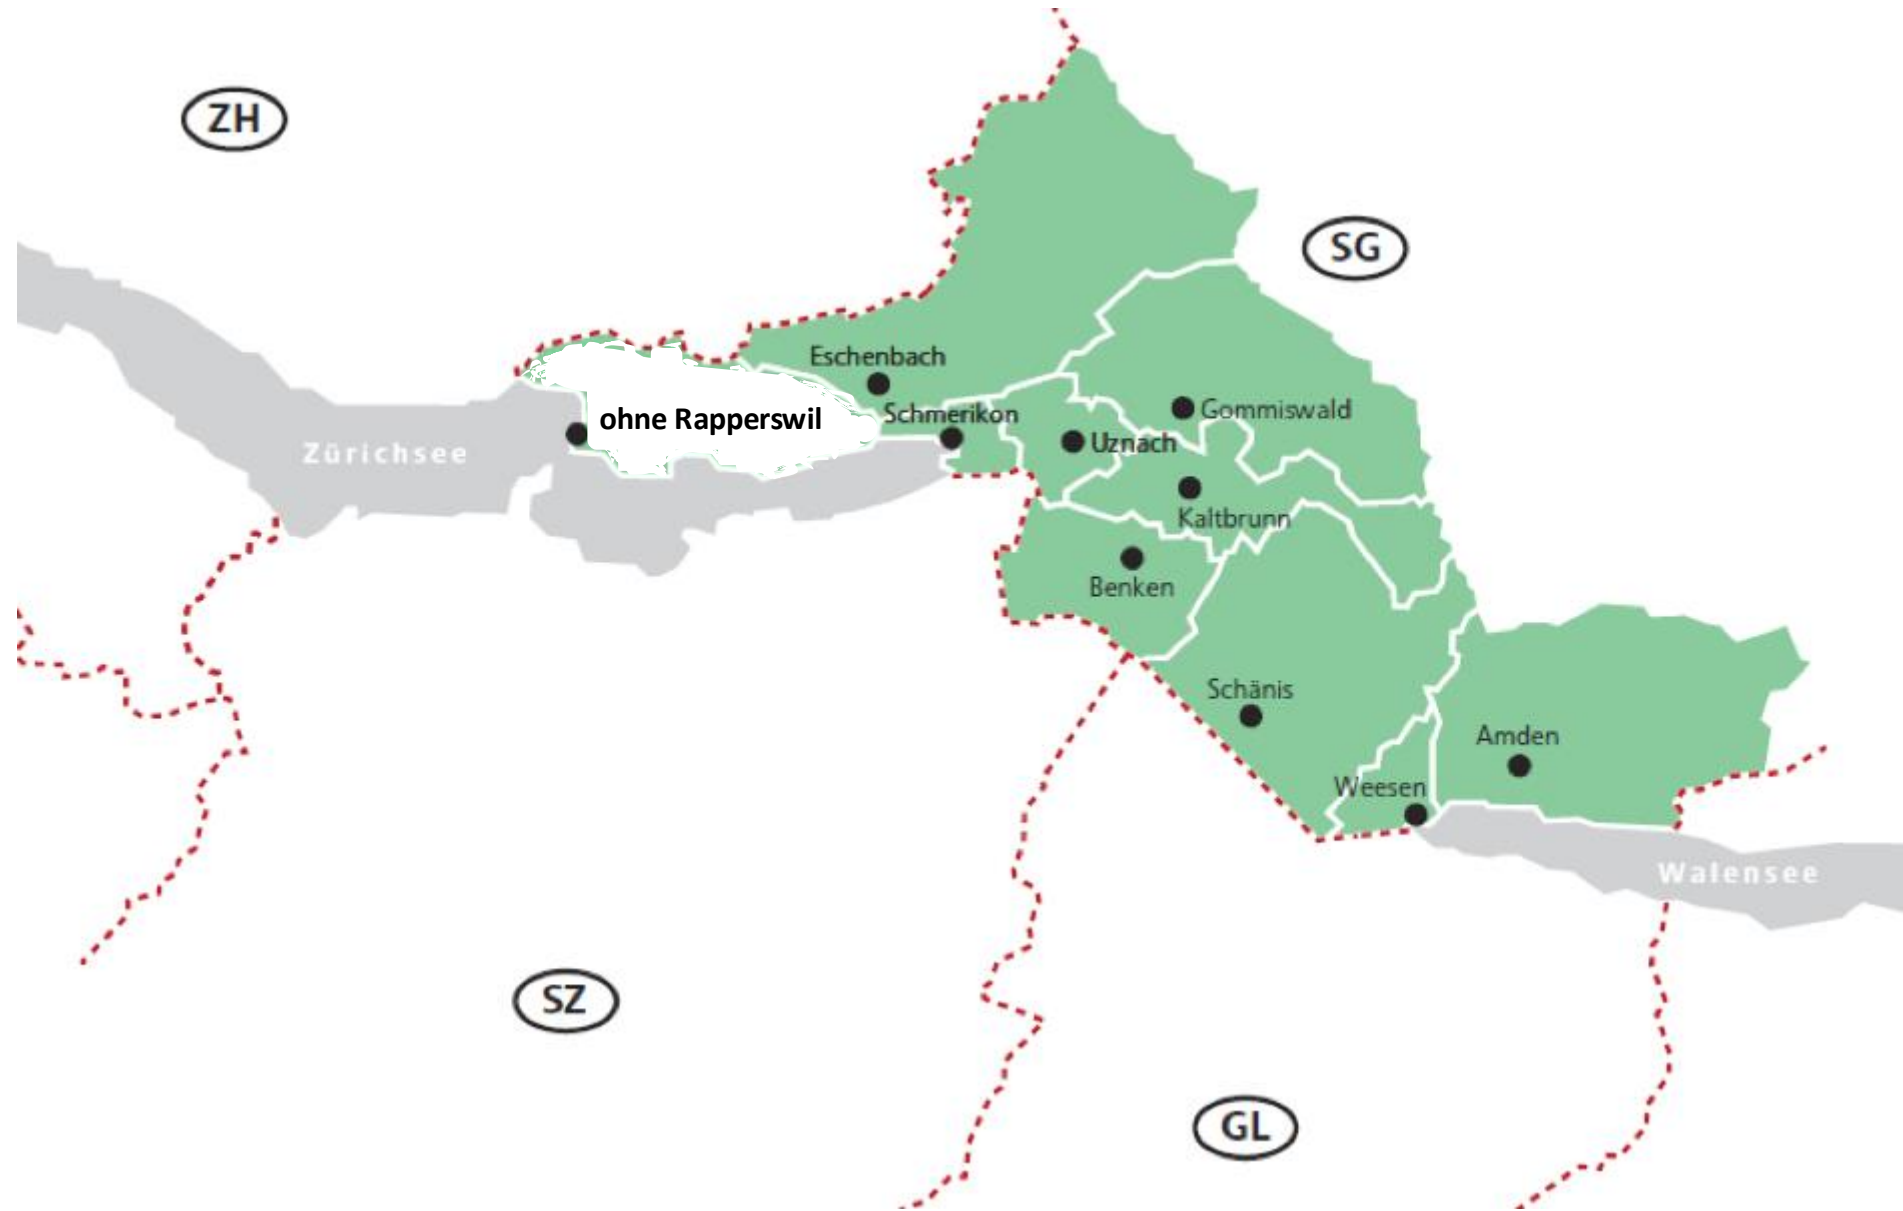 ZH
SG
Eschenbach
Schmerikon
ohne Rapperswil
Gommiswald
Uznach
Zürichsee
Kaltbrunn
Benken
Schänis
Amden
Weesen
Walensee
SZ
GL